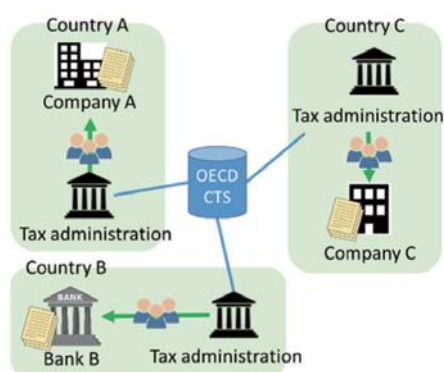 Country A
Company A
Tax administration
OECD
CTS
Country C
Tax administration
Company C
Country B
BANK
Bank B
Tax administration